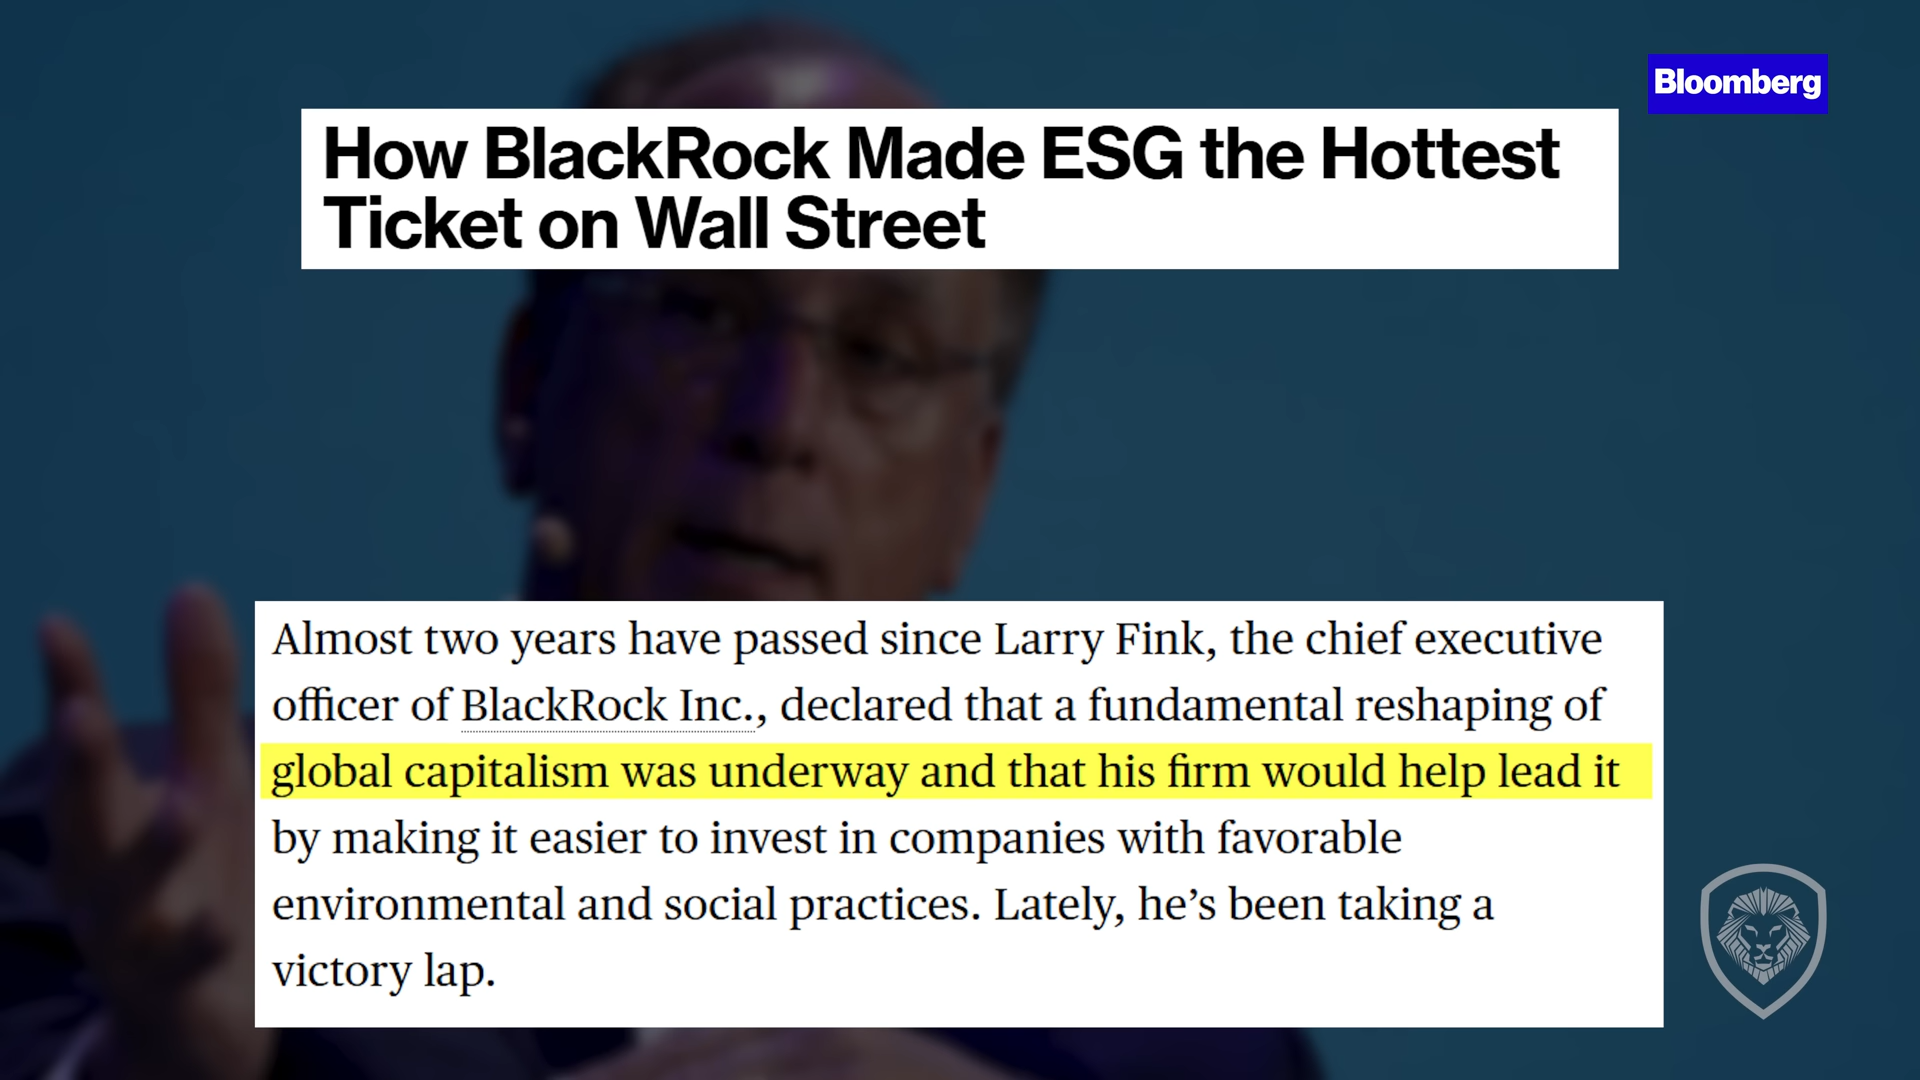 Bloomberg
How BlackRock Made ESG the Hottest
Ticket on Wall Street
Almost two years have passed since Larry Fink, the chief executive
officer of BlackRock Inc., declared that a fundamental reshaping of
global capitalism was underway and that his firm would help lead it
by making it easier to invest in companies with favorable
environmental and social practices. Lately, he’s been taking a
victory lap.